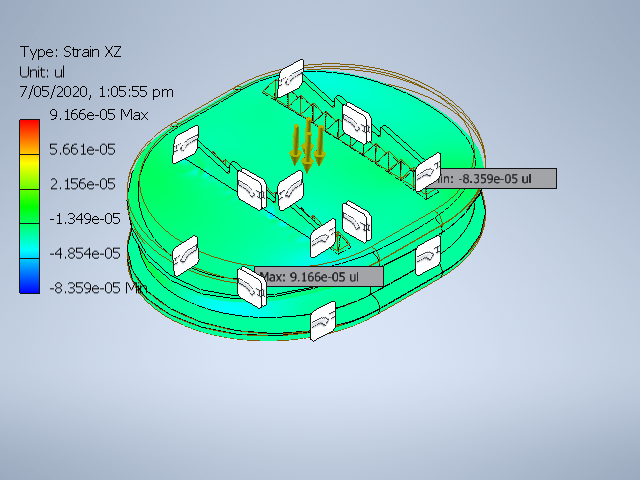 Type: Strain XZ
Unit: ul
7/05/2020, 1:05:55 pm
9.166e-05 Max
5.661e-05
2.156e-05
-1.349e-05
-4.854e-05
-8.359e-05 Min
-8.359e-05 ul
Max: 9.166e-05 ul